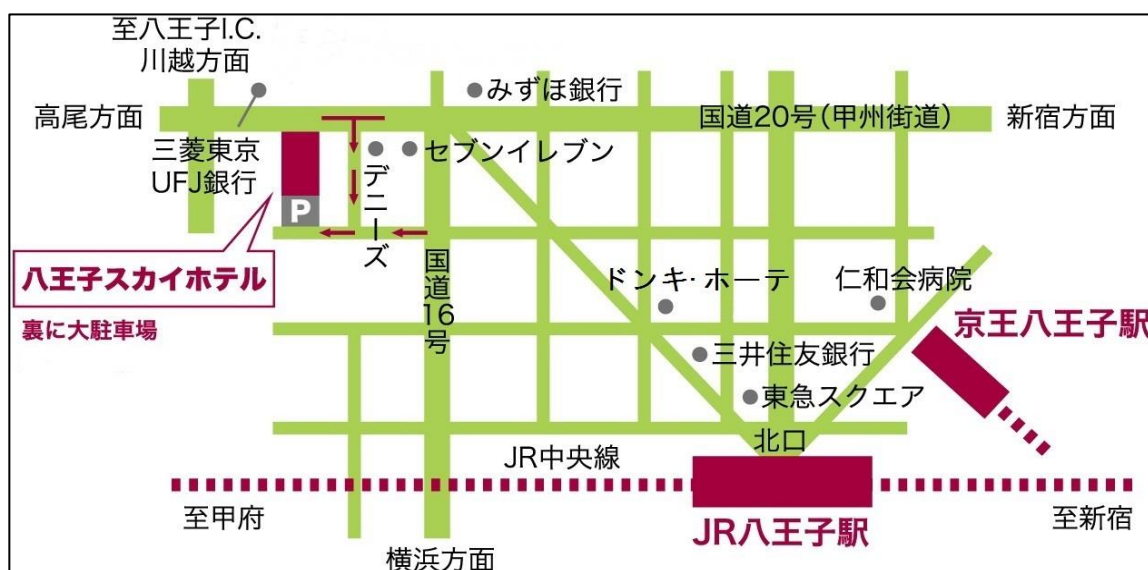 至八王子I.C.
川越方面
高尾方面
みずほ銀行
国道20号(甲州街道)
新宿方面
三菱東京
UFJ銀行
セブンイレブン
デニーズ
P
八王子スカイホテル
裏に大駐車場
国道16号
ドンキ・ホーテ
仁和会病院
京王八王子駅
三井住友銀行
東急スクエア
北口
JR中央線
至甲府
JR八王子駅
至新宿
横浜方面